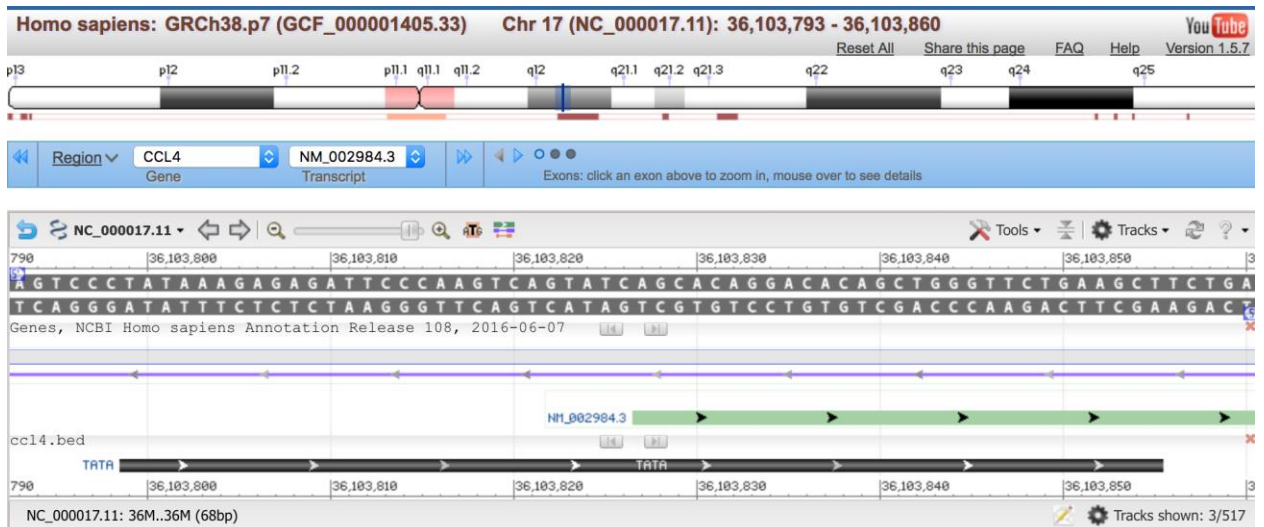 Homo sapiens: GRCh38.p7 (GCF_000001405.33) Chr 17 (NC_000017.11): 36,103,793 - 36,103,860
YouTube
Reset All Share this page FAQ Help Version 1.5.7
p13 p12 p11.2 p11.1 q11.1 q11.2 q12 q21.1 q21.2 q21.3 q22 q23 q24 q25
Region CCL4 NM_002984.3
Gene Transcript Exons: click an exon above to zoom in, mouse over to see details
NC_000017.11 ATG Tools Tracks ?
790 36,103,800 36,103,810 36,103,820 36,103,830 36,103,840 36,103,850 3
A G T C C C T A T A A A G A G A G A T T C C C A A G T C A G T A T C A G C A C A G G A C A C A G C T G G G T T C T G A A G C T T C T G A
T C A G G G A T A T T T C T C T C T A A G G G T T C A G T C A T A G T C G T G T C C T G T G T C G A C C C A A G A C T T C G A A G A C T
Genes, NCBI Homo sapiens Annotation Release 108, 2016-06-07
NM_002984.3
ccl4.bed
TATA TATA
790 36,103,800 36,103,810 36,103,820 36,103,830 36,103,840 36,103,850 3
NC_000017.11: 36M..36M (68bp) Tracks shown: 3/517